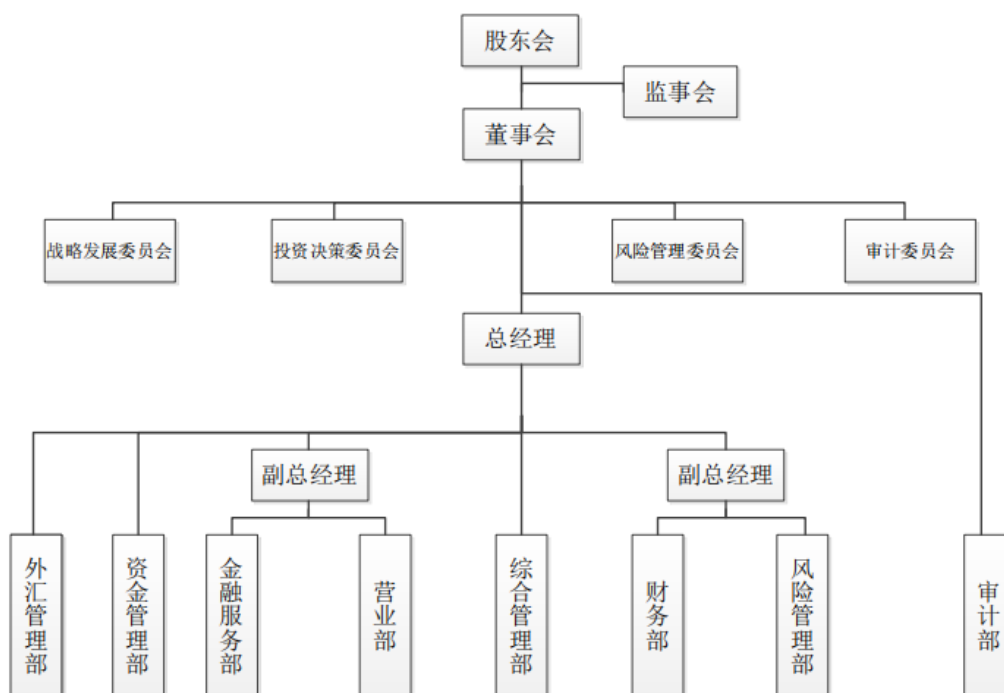 股东会
监事会
董事会
战略发展委员会
投资决策委员会
风险管理委员会
审计委员会
总经理
副总经理
副总经理
外汇管理部
资金管理部
金融服务部
营业部
综合管理部
财务部
风险管理部
审计部